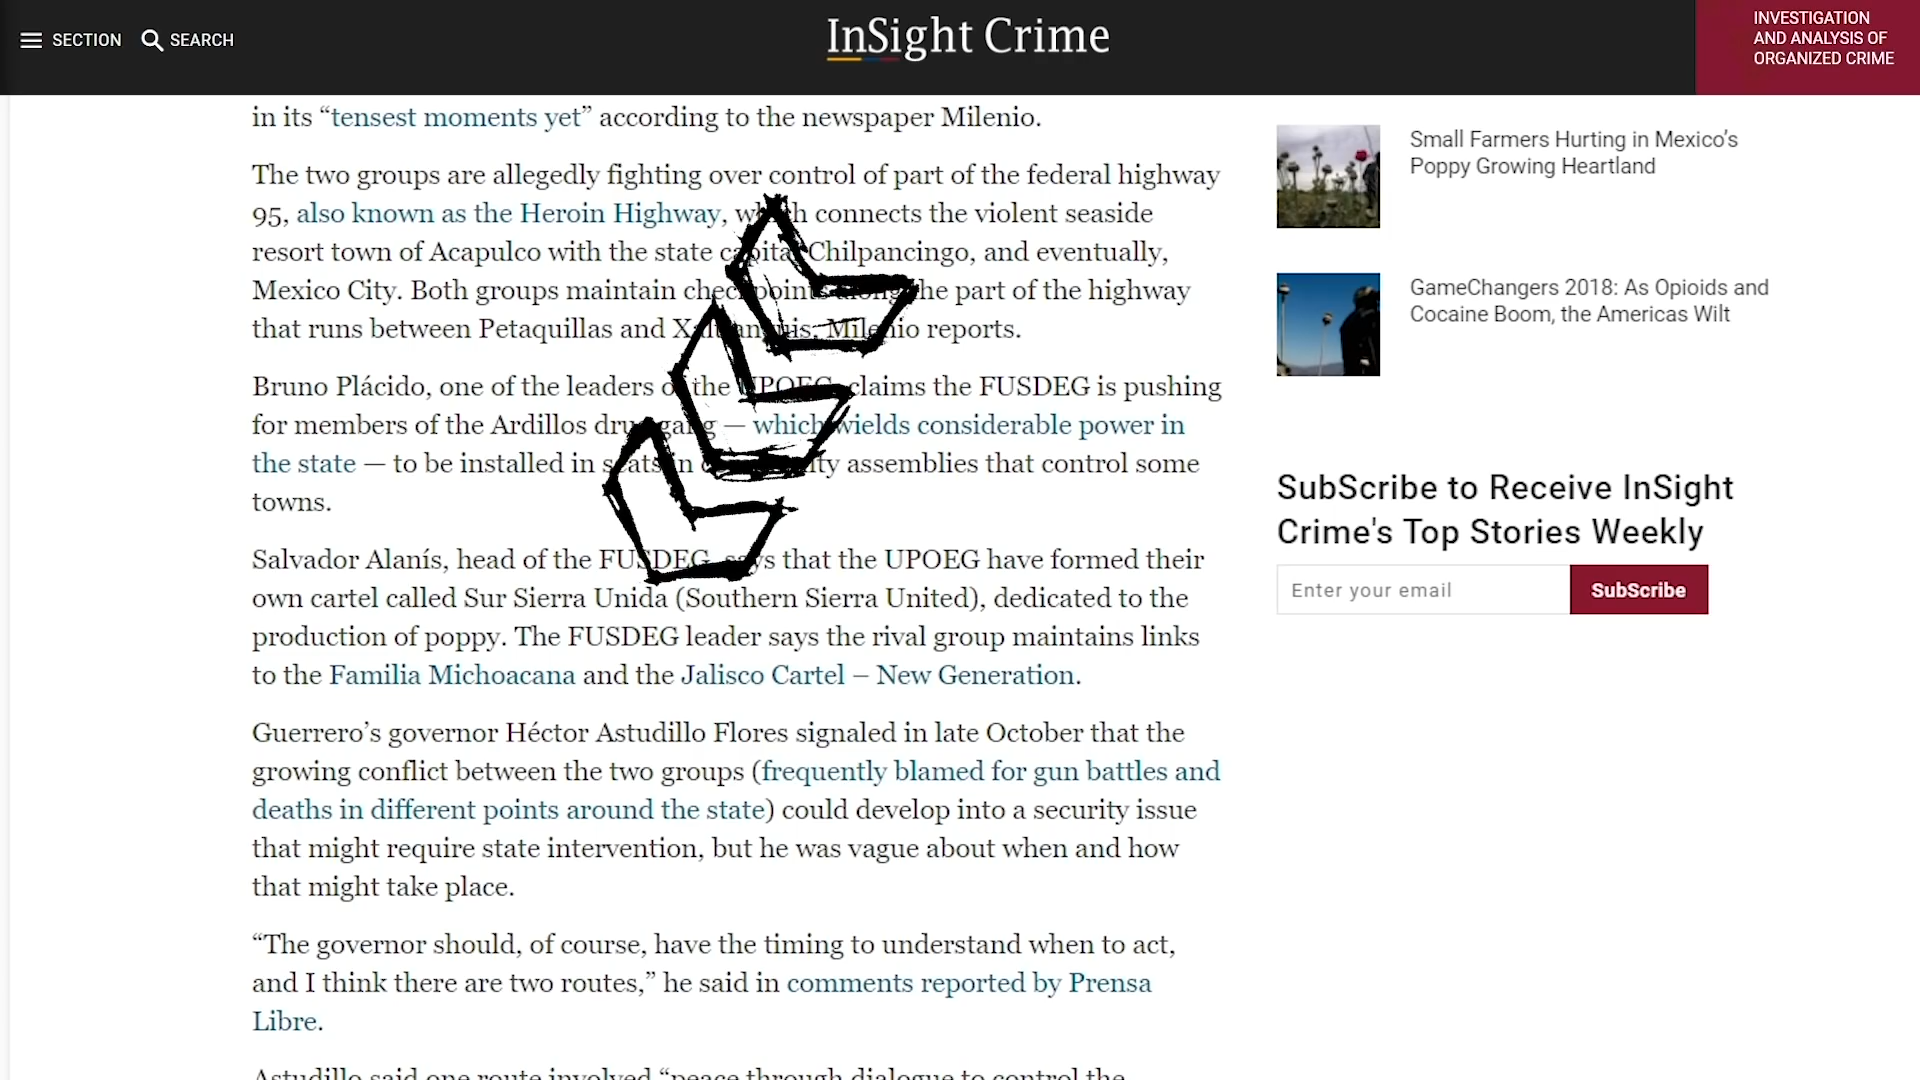 SECTION
SEARCH
InSight Crime
INVESTIGATION
AND ANALYSIS OF
ORGANIZED CRIME
in its “tensest moments yet” according to the newspaper Milenio.
The two groups are allegedly fighting over control of part of the federal highway
95, also known as the Heroin Highway, which connects the violent seaside
resort town of Acapulco with the state capital Chilpancingo, and eventually,
Mexico City. Both groups maintain checkpoints along the part of the highway
that runs between Petaquillas and Milenio reports.
Bruno Plácido, one of the leaders of the UPOEG, claims the FUSDEG is pushing
for members of the Ardillos drug gang — which wields considerable power in
the state — to be installed in seats in community assemblies that control some
towns.
Salvador Alanís, head of the FUSDEG, says that the UPOEG have formed their
own cartel called Sur Sierra Unida (Southern Sierra United), dedicated to the
production of poppy. The FUSDEG leader says the rival group maintains links
to the Familia Michoacana and the Jalisco Cartel – New Generation.
Guerrero’s governor Héctor Astudillo Flores signaled in late October that the
growing conflict between the two groups (frequently blamed for gun battles and
deaths in different points around the state) could develop into a security issue
that might require state intervention, but he was vague about when and how
that might take place.
“The governor should, of course, have the timing to understand when to act,
and I think there are two routes,” he said in comments reported by Prensa
Libre.
Astudillo said one route involved “peace through dialogue to control the
Small Farmers Hurting in Mexico’s
Poppy Growing Heartland
GameChangers 2018: As Opioids and
Cocaine Boom, the Americas Wilt
SubScribe to Receive InSight
Crime's Top Stories Weekly
Enter your email
SubScribe